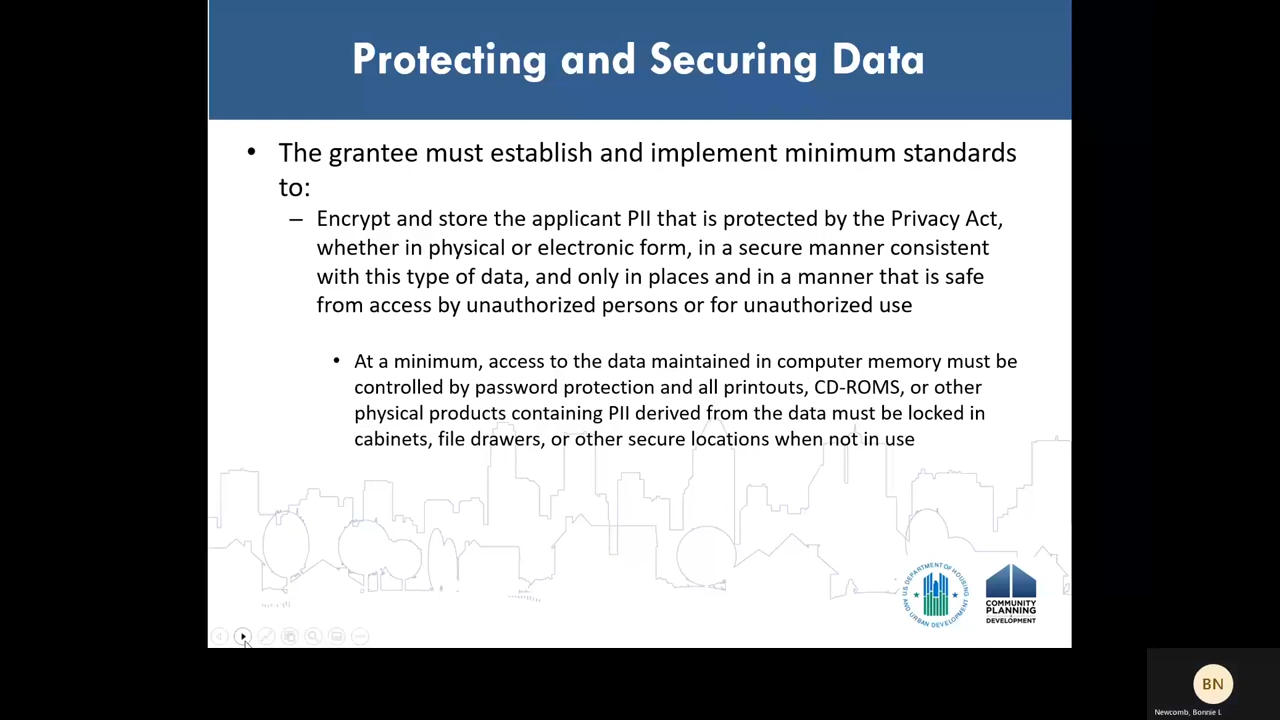 Protecting and Securing Data
• The grantee must establish and implement minimum standards
to:
– Encrypt and store the applicant PII that is protected by the Privacy Act,
whether in physical or electronic form, in a secure manner consistent
with this type of data, and only in places and in a manner that is safe
from access by unauthorized persons or for unauthorized use
• At a minimum, access to the data maintained in computer memory must be
controlled by password protection and all printouts, CD-ROMS, or other
physical products containing PII derived from the data must be locked in
cabinets, file drawers, or other secure locations when not in use
U.S. DEPARTMENT OF HOUSING
AND URBAN DEVELOPMENT
COMMUNITY
PLANNING
DEVELOPMENT
BN
Newcomb, Bonnie L